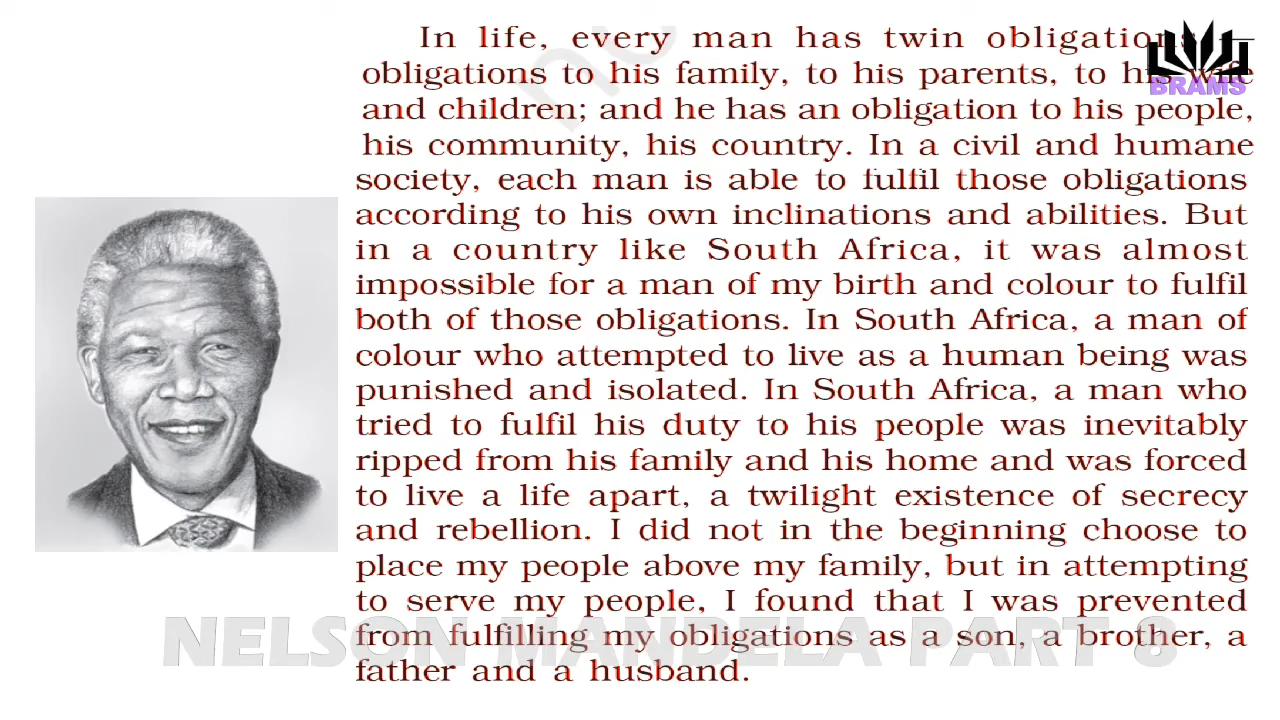 In life, every man has twin obligations —
obligations to his family, to his parents, to his wife
and children; and he has an obligation to his people,
his community, his country. In a civil and humane
society, each man is able to fulfil those obligations
according to his own inclinations and abilities. But
in a country like South Africa, it was almost
impossible for a man of my birth and colour to fulfil
both of those obligations. In South Africa, a man of
colour who attempted to live as a human being was
punished and isolated. In South Africa, a man who
tried to fulfil his duty to his people was inevitably
ripped from his family and his home and was forced
to live a life apart, a twilight existence of secrecy
and rebellion. I did not in the beginning choose to
place my people above my family, but in attempting
to serve my people, I found that I was prevented
from fulfilling my obligations as a son, a brother, a
father and a husband.
BRAMS
NELSON MANDELA PART 8